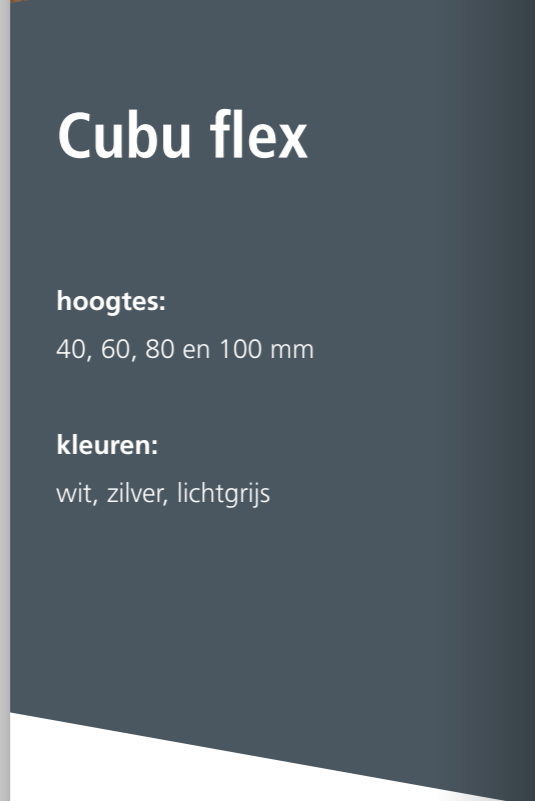 Cubu flex
hoogtes:
40, 60, 80 en 100 mm
kleuren:
wit, zilver, lichtgrijs